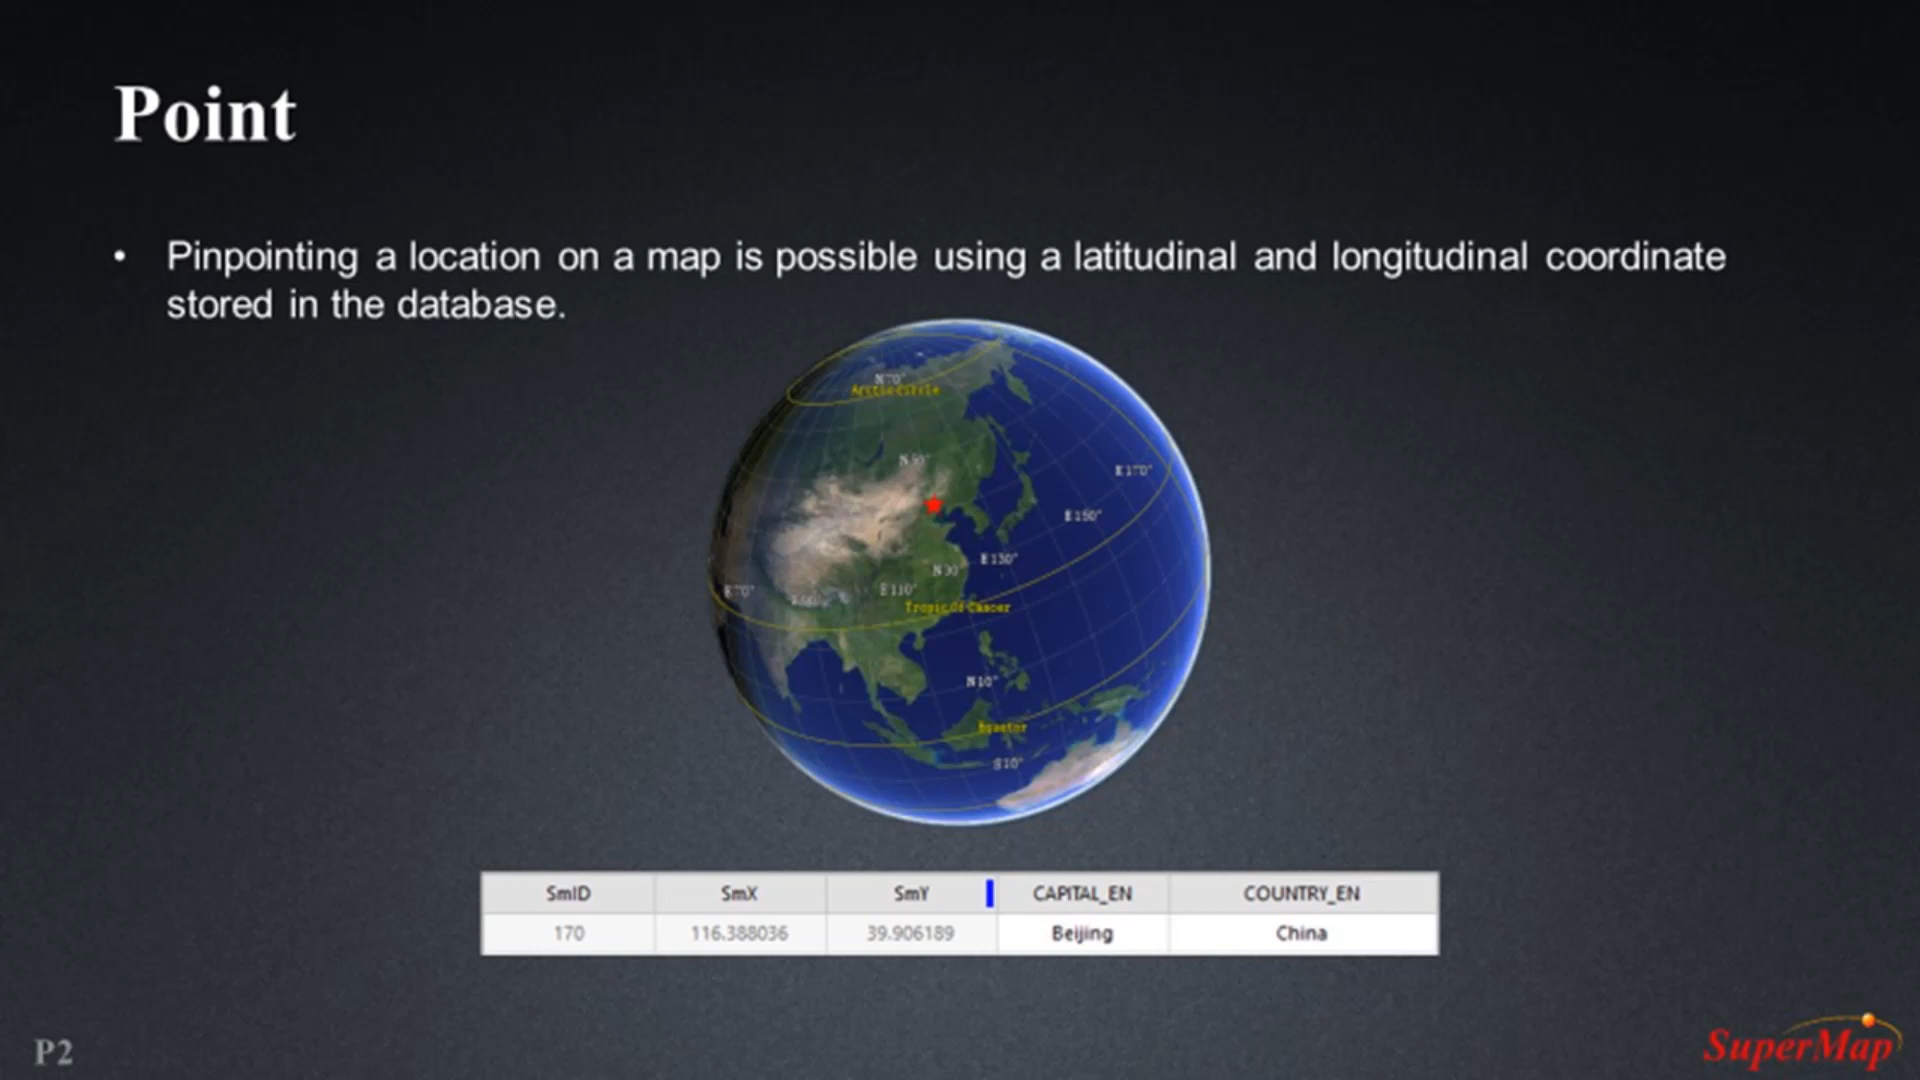 Point
• Pinpointing a location on a map is possible using a latitudinal and longitudinal coordinate
stored in the database.
N70°
Arctic Circle
N50°
E170°
E150°
E130°
N30°
E110°
E70°
Tropic Of Cancer
N10°
Equator
S10°
SmID SmX SmY CAPITAL_EN COUNTRY_EN
170 116.388036 39.906189 Beijing China
P2
SuperMap